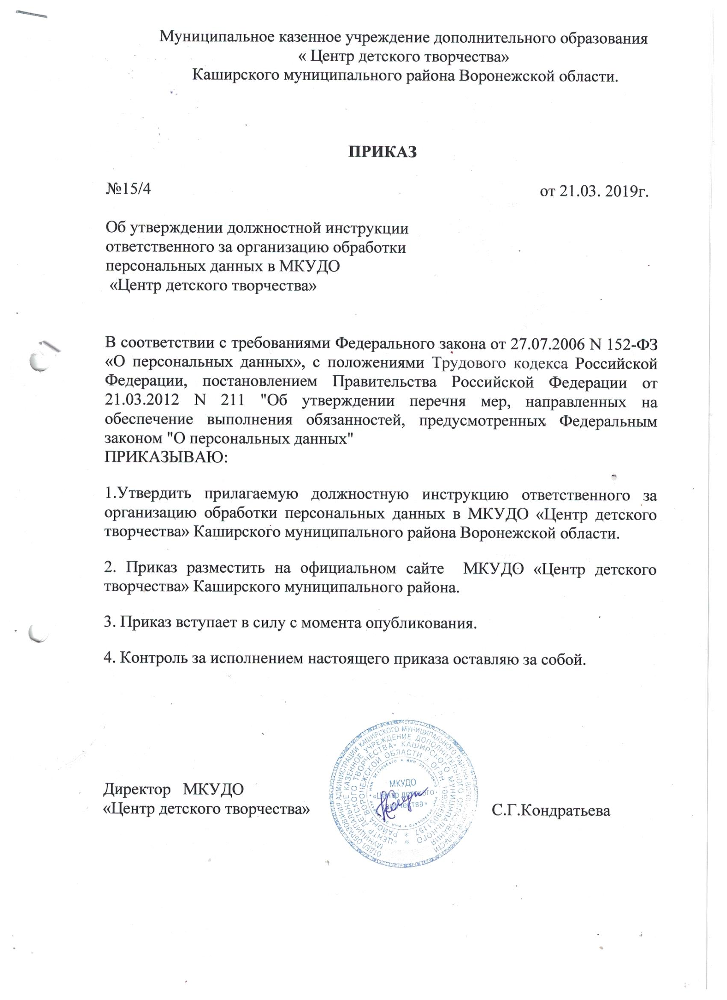 Муниципальное казенное учреждение дополнительного образования
« Центр детского творчества»
Каширского муниципального района Воронежской области.
ПРИКАЗ
№15/4 от 21.03. 2019г.
Об утверждении должностной инструкции
ответственного за организацию обработки
персональных данных в МКУДО
«Центр детского творчества»
В соответствии с требованиями Федерального закона от 27.07.2006 N 152-ФЗ
«О персональных данных», с положениями Трудового кодекса Российской
Федерации, постановлением Правительства Российской Федерации от
21.03.2012 N 211 "Об утверждении перечня мер, направленных на
обеспечение выполнения обязанностей, предусмотренных Федеральным
законом "О персональных данных"
ПРИКАЗЫВАЮ:
1.Утвердить прилагаемую должностную инструкцию ответственного за
организацию обработки персональных данных в МКУДО «Центр детского
творчества» Каширского муниципального района Воронежской области.
2. Приказ разместить на официальном сайте МКУДО «Центр детского
творчества» Каширского муниципального района.
3. Приказ вступает в силу с момента опубликования.
4. Контроль за исполнением настоящего приказа оставляю за собой.
Директор МКУДО
«Центр детского творчества» С.Г.Кондратьева
ОТДЕЛ ОБРАЗОВАНИЯ АДМИНИСТРАЦИИ КАШИРСКОГО МУНИЦИПАЛЬНОГО РАЙОНА ОБЛАСТИ
МУНИЦИПАЛЬНОЕ КАЗЕННОЕ УЧРЕЖДЕНИЕ ДОПОЛНИТЕЛЬНОГО ОБРАЗОВАНИЯ
«ЦЕНТР ДЕТСКОГО ТВОРЧЕСТВА» КАШИРСКОГО МУНИЦИПАЛЬНОГО
РАЙОНА ВОРОНЕЖСКОЙ ОБЛАСТИ * ОГРН
МКУДО
«Центр детского
творчества»